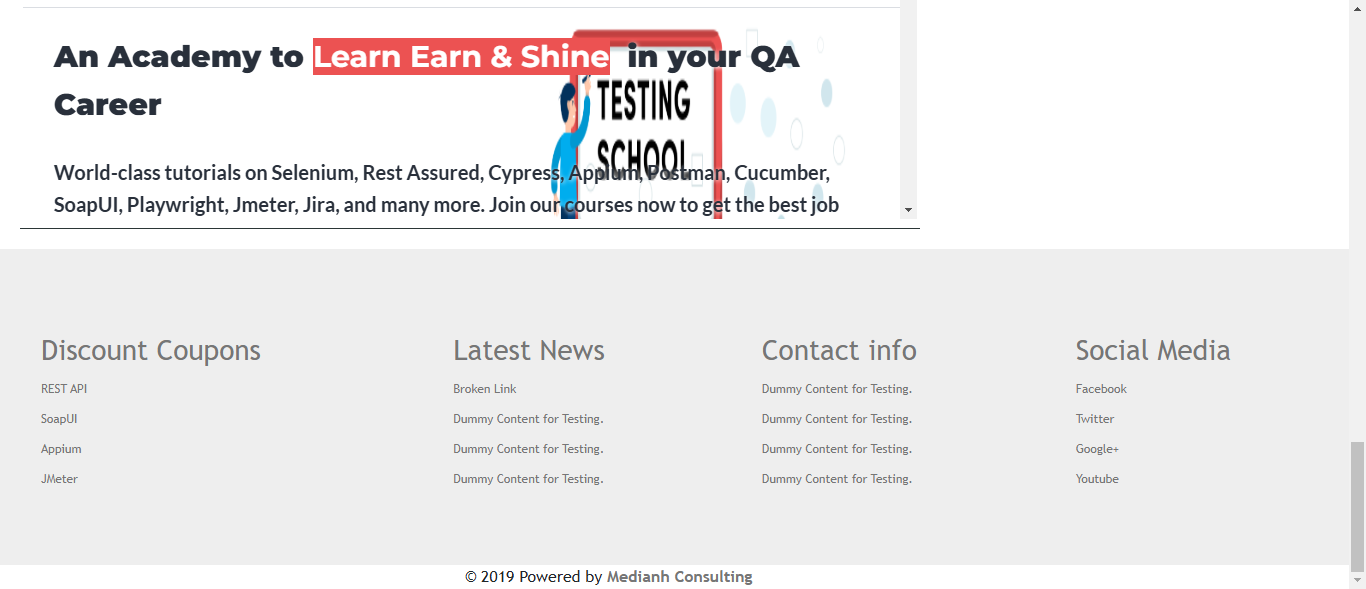 An Academy to Learn Earn & Shine in your QA
Career
TESTING
SCHOOL
World-class tutorials on Selenium, Rest Assured, Cypress, Appium, Postman, Cucumber,
SoapUI, Playwright, Jmeter, Jira, and many more. Join our courses now to get the best job
Discount Coupons
REST API
SoapUI
Appium
JMeter
Latest News
Broken Link
Dummy Content for Testing.
Dummy Content for Testing.
Dummy Content for Testing.
Contact info
Dummy Content for Testing.
Dummy Content for Testing.
Dummy Content for Testing.
Dummy Content for Testing.
Social Media
Facebook
Twitter
Google+
Youtube
© 2019 Powered by Medianh Consulting